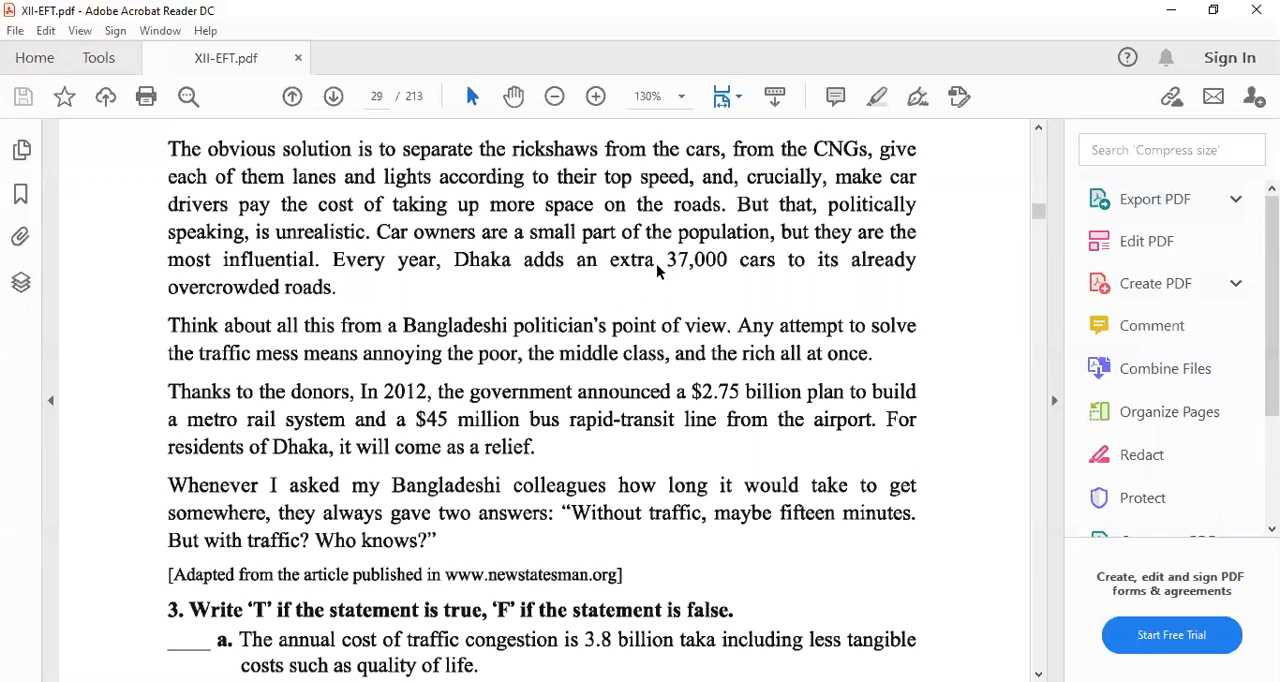 XII-EFT.pdf - Adobe Acrobat Reader DC
File Edit View Sign Window Help
Home Tools XII-EFT.pdf × Sign In
29 / 213 130%
The obvious solution is to separate the rickshaws from the cars, from the CNGs, give
each of them lanes and lights according to their top speed, and, crucially, make car
drivers pay the cost of taking up more space on the roads. But that, politically
speaking, is unrealistic. Car owners are a small part of the population, but they are the
most influential. Every year, Dhaka adds an extra 37,000 cars to its already
overcrowded roads.
Think about all this from a Bangladeshi politician's point of view. Any attempt to solve
the traffic mess means annoying the poor, the middle class, and the rich all at once.
Thanks to the donors, In 2012, the government announced a $2.75 billion plan to build
a metro rail system and a $45 million bus rapid-transit line from the airport. For
residents of Dhaka, it will come as a relief.
Whenever I asked my Bangladeshi colleagues how long it would take to get
somewhere, they always gave two answers: “Without traffic, maybe fifteen minutes.
But with traffic? Who knows?”
[Adapted from the article published in www.newstatesman.org]
3. Write ‘T’ if the statement is true, ‘F’ if the statement is false.
____ a. The annual cost of traffic congestion is 3.8 billion taka including less tangible
costs such as quality of life.
Search 'Compress size'
Export PDF
Edit PDF
Create PDF
Comment
Combine Files
Organize Pages
Redact
Protect
Create, edit and sign PDF
forms & agreements
Start Free Trial